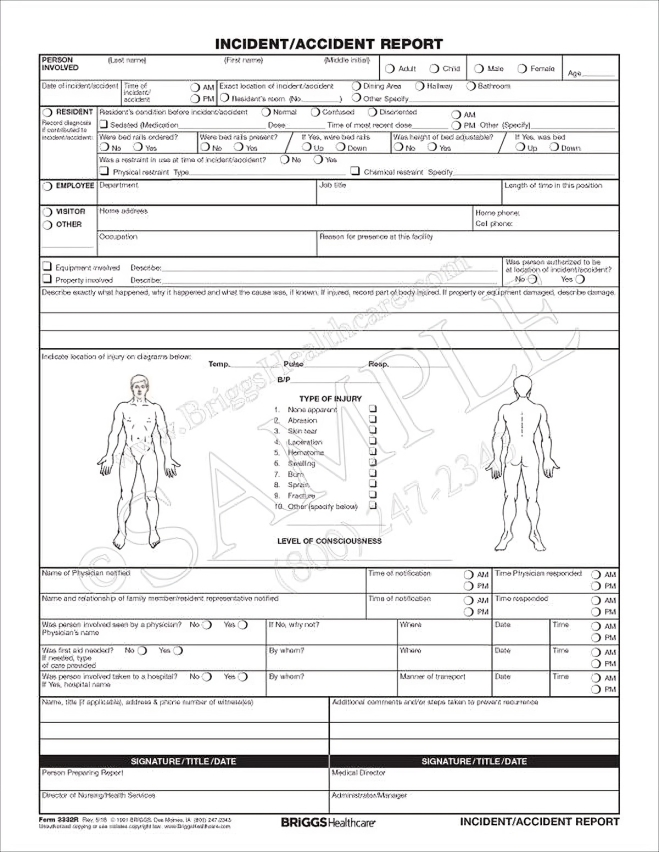 INCIDENT/ACCIDENT REPORT
PERSON INVOLVED (Last name) (First name) (Middle initial) Adult Child Male Female Age
Date of incident/accident Time of incident/accident AM PM Exact location of incident/accident Dining Area Hallway Bathroom
Resident's room (No. ) Other Specify
RESIDENT Resident's condition before incident/accident Normal Confused Disoriented
Record diagnosis if contributed to incident/accident: Sedated (Medication Dose Time of most recent dose AM PM Other (Specify)
Were bed rails ordered? No Yes Were bed rails present? No Yes If Yes, were bed rails Up Down Was height of bed adjustable? No Yes If Yes, was bed Up Down
Was a restraint in use at time of incident/accident? No Yes
Physical restraint Type Chemical restraint Specify
EMPLOYEE Department Job title Length of time in this position
VISITOR Home address Home phone:
OTHER Cell phone:
Occupation Reason for presence at this facility
Equipment involved Describe: Was person authorized to be at location of incident/accident?
Property involved Describe: No Yes
Describe exactly what happened, why it happened and what the cause was, if known. If injured, record part of body injured. If property or equipment damaged, describe damage.
Indicate location of injury on diagrams below:
Temp. Pulse Resp.
B/P
TYPE OF INJURY
1. None apparent
2. Abrasion
3. Skin tear
4. Laceration
5. Hematoma
6. Swelling
7. Burn
8. Sprain
9. Fracture
10. Other (specify below)
LEVEL OF CONSCIOUSNESS
www.BriggsHealthcare.com
© SAMPLE
(800) 247-2343
Name of Physician notified Time of notification AM PM Time Physician responded AM PM
Name and relationship of family member/resident representative notified Time of notification AM PM Time responded AM PM
Was person involved seen by a physician? No Yes If No, why not? Where Date Time AM PM
Physician's name
Was first aid needed? No Yes By whom? Where Date Time AM PM
If needed, type of care provided
Was person involved taken to a hospital? No Yes By whom? Manner of transport Date Time AM PM
If Yes, hospital name
Name, title (if applicable), address & phone number of witness(es) Additional comments and/or steps taken to prevent recurrence
SIGNATURE/TITLE/DATE SIGNATURE/TITLE/DATE
Person Preparing Report Medical Director
Director of Nursing/Health Services Administrator/Manager
Form 3332R Rev. 5/18 © 1991 BRIGGS, Des Moines, IA (800) 247-2343
Unauthorized copying or use violates copyright law. www.BriggsHealthcare.com
BRiGGSHealthcare®
INCIDENT/ACCIDENT REPORT